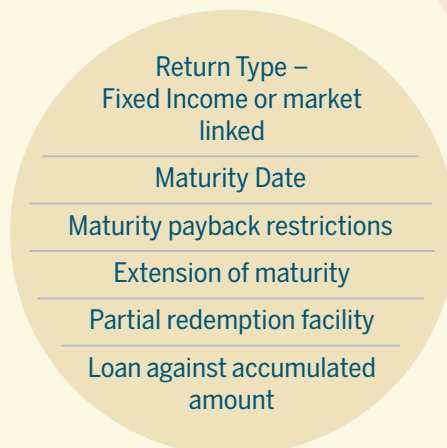 Return Type –
Fixed Income or market
linked
Maturity Date
Maturity payback restrictions
Extension of maturity
Partial redemption facility
Loan against accumulated
amount